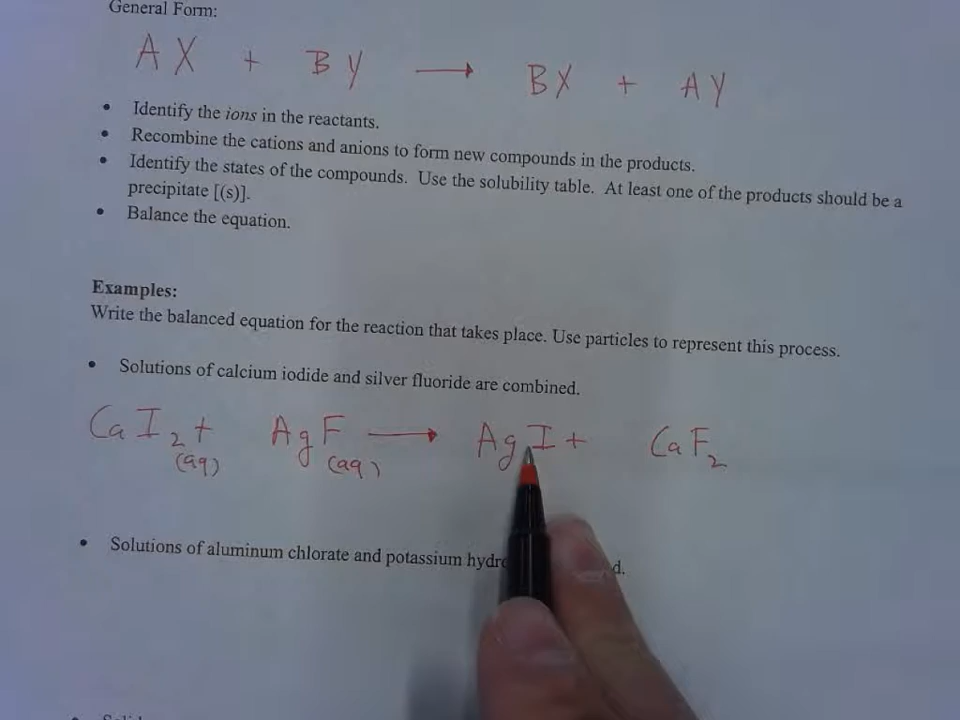 General Form:
AX + BY → BX + AY
• Identify the ions in the reactants.
• Recombine the cations and anions to form new compounds in the products.
• Identify the states of the compounds. Use the solubility table. At least one of the products should be a
precipitate [(s)].
• Balance the equation.
Examples:
Write the balanced equation for the reaction that takes place. Use particles to represent this process.
• Solutions of calcium iodide and silver fluoride are combined.
CaI₂ + AgF → AgI + CaF₂
(aq) (aq)
• Solutions of aluminum chlorate and potassium